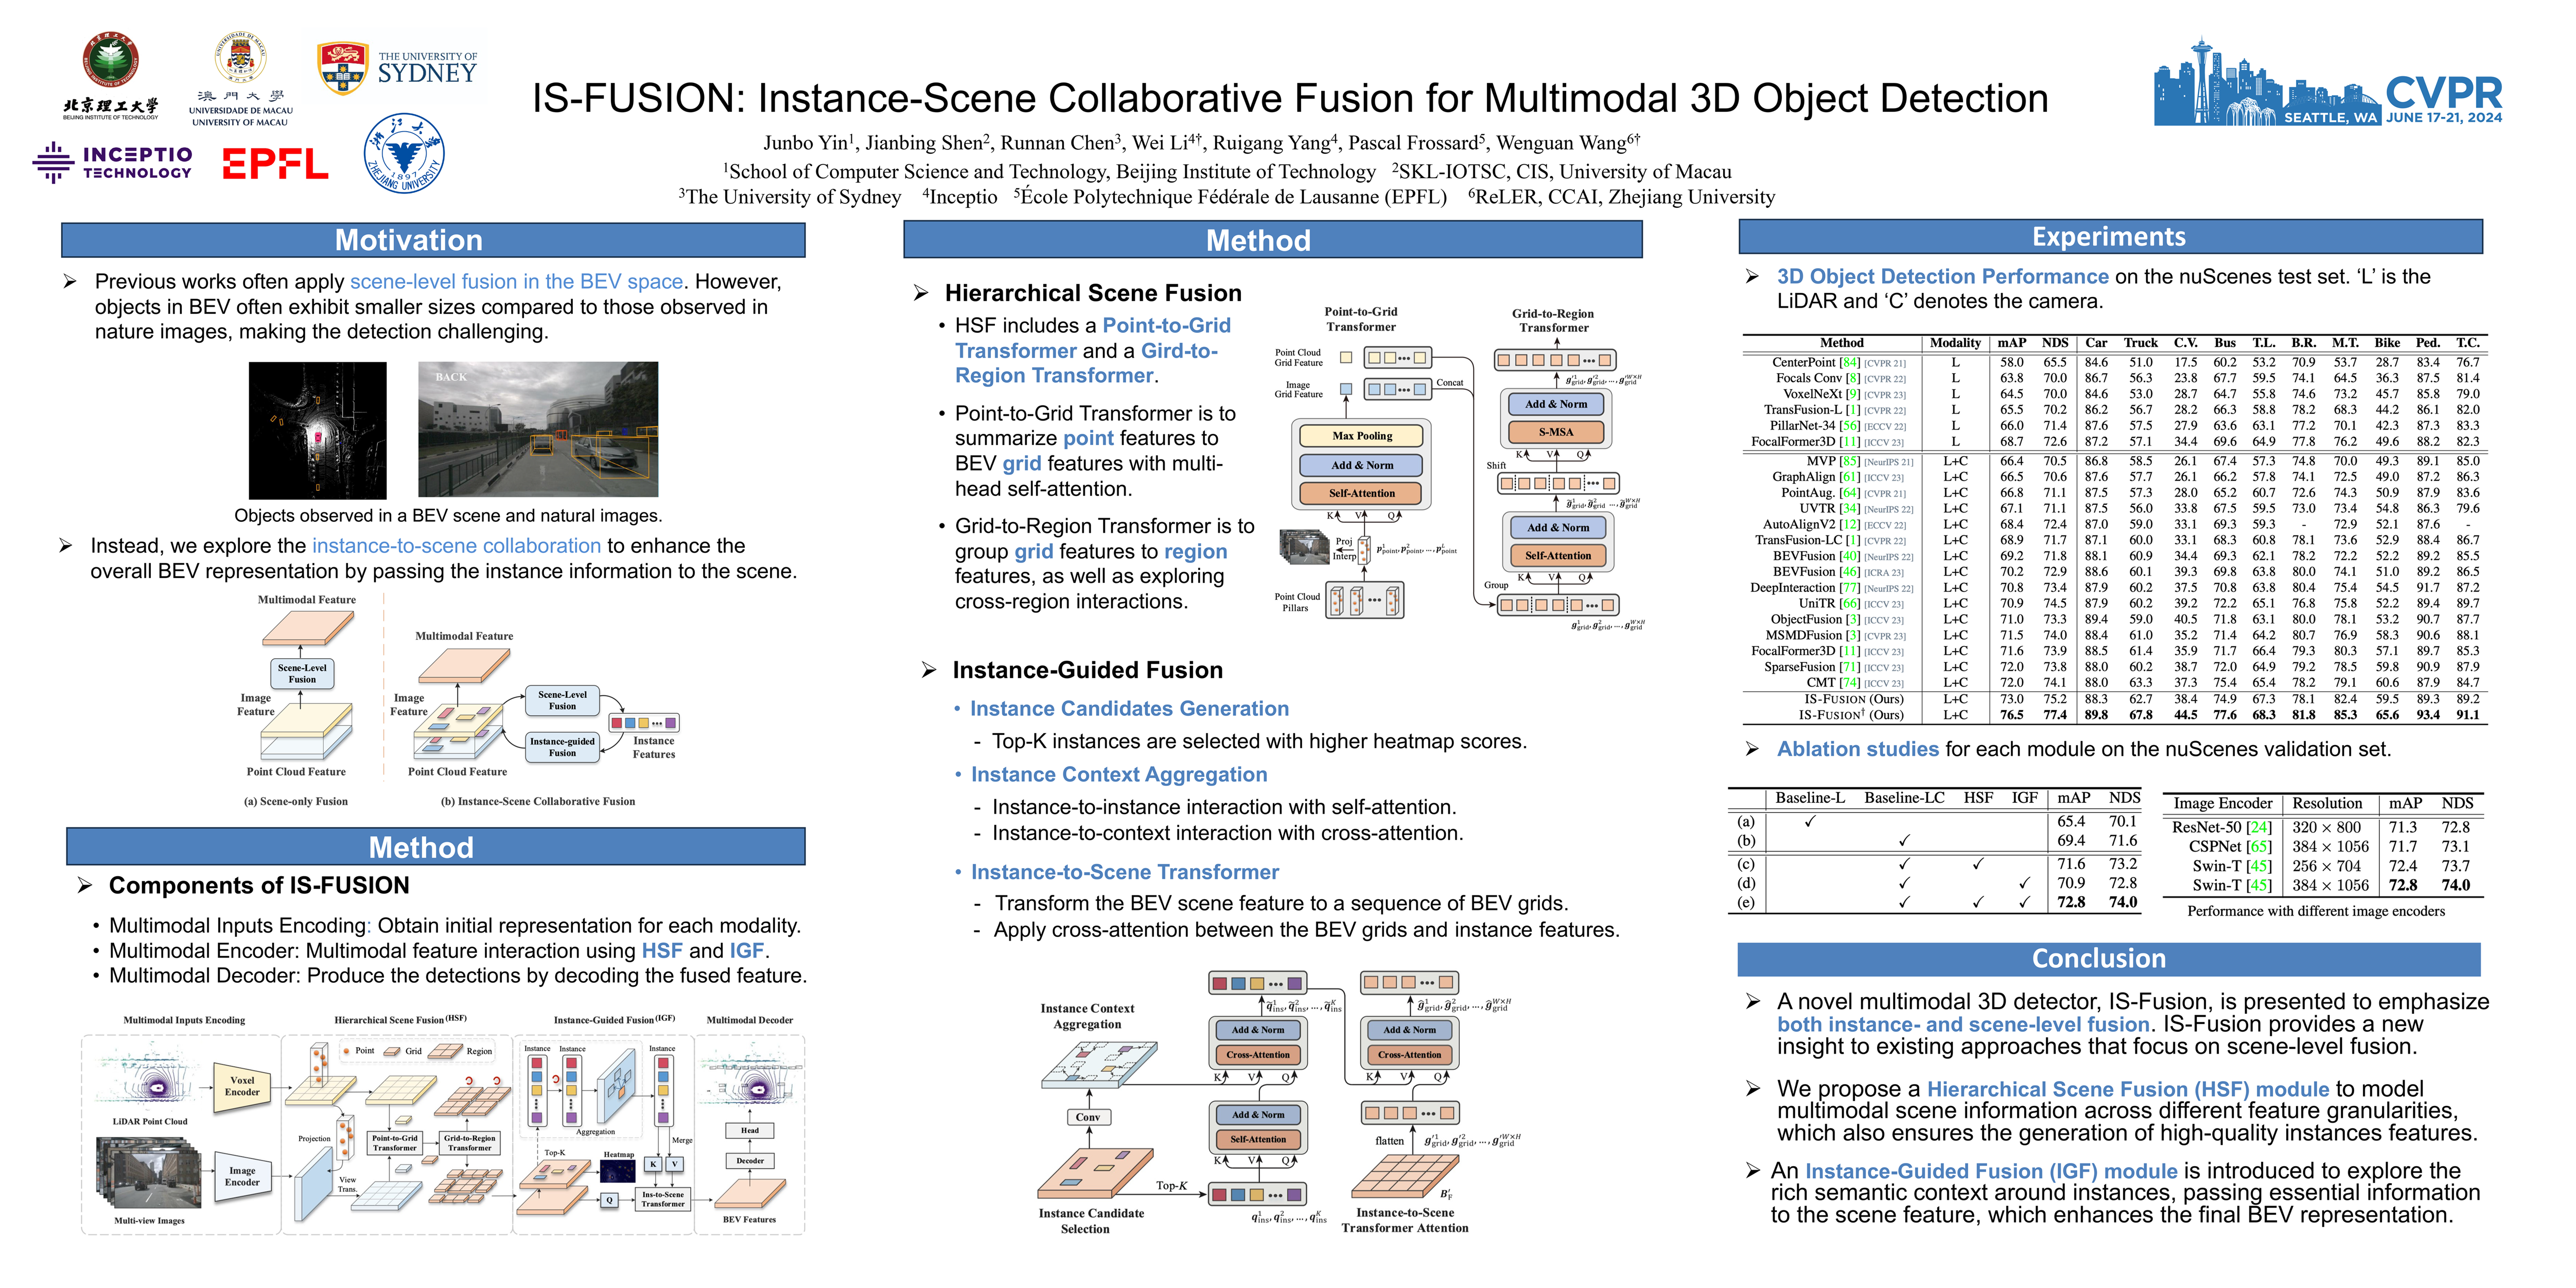 北京理工大学
BEIJING INSTITUTE OF TECHNOLOGY
澳門大學
UNIVERSIDADE DE MACAU
UNIVERSITY OF MACAU
THE UNIVERSITY OF
SYDNEY
INCEPTIO
TECHNOLOGY
EPFL
ZHEJIANG UNIVERSITY
1897
IS-FUSION: Instance-Scene Collaborative Fusion for Multimodal 3D Object Detection
Junbo Yin¹, Jianbing Shen², Runnan Chen³, Wei Li⁴†, Ruigang Yang⁴, Pascal Frossard⁵, Wenguan Wang⁶†
¹School of Computer Science and Technology, Beijing Institute of Technology ²SKL-IOTSC, CIS, University of Macau
³The University of Sydney ⁴Inceptio ⁵École Polytechnique Fédérale de Lausanne (EPFL) ⁶ReLER, CCAI, Zhejiang University
SEATTLE, WA
CVPR
JUNE 17-21, 2024
Motivation
➢ Previous works often apply scene-level fusion in the BEV space. However,
objects in BEV often exhibit smaller sizes compared to those observed in
nature images, making the detection challenging.
BACK
Objects observed in a BEV scene and natural images.
➢ Instead, we explore the instance-to-scene collaboration to enhance the
overall BEV representation by passing the instance information to the scene.
Multimodal Feature
Scene-Level
Fusion
Image
Feature
Point Cloud Feature
(a) Scene-only Fusion
Multimodal Feature
Image
Feature
Scene-Level
Fusion
Instance-guided
Fusion
Instance
Features
Point Cloud Feature
(b) Instance-Scene Collaborative Fusion
Method
➢ Components of IS-FUSION
• Multimodal Inputs Encoding: Obtain initial representation for each modality.
• Multimodal Encoder: Multimodal feature interaction using HSF and IGF.
• Multimodal Decoder: Produce the detections by decoding the fused feature.
Multimodal Inputs Encoding
Hierarchical Scene Fusion (HSF)
Instance-Guided Fusion (IGF)
Multimodal Decoder
LiDAR Point Cloud
Multi-view Images
Voxel
Encoder
Image
Encoder
Point Grid Region
Projection
View
Trans.
Point-to-Grid
Transformer
Grid-to-Region
Transformer
Instance Instance Instance
Aggregation
Merge
Top-K
Heatmap
K V
Q
Ins-to-Scene
Transformer
Head
Decoder
BEV Features
Method
➢ Hierarchical Scene Fusion
• HSF includes a Point-to-Grid
Transformer and a Gird-to-
Region Transformer.
• Point-to-Grid Transformer is to
summarize point features to
BEV grid features with multi-
head self-attention.
• Grid-to-Region Transformer is to
group grid features to region
features, as well as exploring
cross-region interactions.
Point-to-Grid
Transformer
Point Cloud
Grid Feature
Image
Grid Feature
Concat
Max Pooling
Add & Norm
Self-Attention
K V Q
Proj
Interp
p¹point, p²point, ..., pᴸpoint
Point Cloud
Pillars
Grid-to-Region
Transformer
g'¹grid, g'²grid, ..., g'ᵂˣᴴgrid
Add & Norm
S-MSA
K V Q
Shift
g̃¹grid, g̃²grid, ..., g̃ᵂˣᴴgrid
Add & Norm
Self-Attention
K V Q
Group
g¹grid, g²grid, ..., gᵂˣᴴgrid
➢ Instance-Guided Fusion
• Instance Candidates Generation
- Top-K instances are selected with higher heatmap scores.
• Instance Context Aggregation
- Instance-to-instance interaction with self-attention.
- Instance-to-context interaction with cross-attention.
• Instance-to-Scene Transformer
- Transform the BEV scene feature to a sequence of BEV grids.
- Apply cross-attention between the BEV grids and instance features.
Instance Context
Aggregation
Conv
Top-K
Instance Candidate
Selection
q̃¹ins, q̃²ins, ..., q̃ᴷins
Add & Norm
Cross-Attention
K V Q
Add & Norm
Self-Attention
K V Q
q¹ins, q²ins, ..., qᴷins
ĝ¹grid, ĝ²grid, ..., ĝᵂˣᴴgrid
Add & Norm
Cross-Attention
K V Q
flatten
g'¹grid, g'²grid, ..., g'ᵂˣᴴgrid
B'F
Instance-to-Scene
Transformer Attention
Experiments
➢ 3D Object Detection Performance on the nuScenes test set. ‘L’ is the
LiDAR and ‘C’ denotes the camera.
Method Modality mAP NDS Car Truck C.V. Bus T.L. B.R. M.T. Bike Ped. T.C.
CenterPoint [84] [CVPR 21] L 58.0 65.5 84.6 51.0 17.5 60.2 53.2 70.9 53.7 28.7 83.4 76.7
Focals Conv [8] [CVPR 22] L 63.8 70.0 86.7 56.3 23.8 67.7 59.5 74.1 64.5 36.3 87.5 81.4
VoxelNeXt [9] [CVPR 23] L 64.5 70.0 84.6 53.0 28.7 64.7 55.8 74.6 73.2 45.7 85.8 79.0
TransFusion-L [1] [CVPR 22] L 65.5 70.2 86.2 56.7 28.2 66.3 58.8 78.2 68.3 44.2 86.1 82.0
PillarNet-34 [56] [ECCV 22] L 66.0 71.4 87.6 57.5 27.9 63.6 63.1 77.2 70.1 42.3 87.3 83.3
FocalFormer3D [11] [ICCV 23] L 68.7 72.6 87.2 57.1 34.4 69.6 64.9 77.8 76.2 49.6 88.2 82.3
MVP [85] [NeurIPS 21] L+C 66.4 70.5 86.8 58.5 26.1 67.4 57.3 74.8 70.0 49.3 89.1 85.0
GraphAlign [61] [ICCV 23] L+C 66.5 70.6 87.6 57.7 26.1 66.2 57.8 74.1 72.5 49.0 87.2 86.3
PointAug. [64] [CVPR 21] L+C 66.8 71.1 87.5 57.3 28.0 65.2 60.7 72.6 74.3 50.9 87.9 83.6
UVTR [34] [NeurIPS 22] L+C 67.1 71.1 87.5 56.0 33.8 67.5 59.5 73.0 73.4 54.8 86.3 79.6
AutoAlignV2 [12] [ECCV 22] L+C 68.4 72.4 87.0 59.0 33.1 69.3 59.3 - 72.9 52.1 87.6 -
TransFusion-LC [1] [CVPR 22] L+C 68.9 71.7 87.1 60.0 33.1 68.3 60.8 78.1 73.6 52.9 88.4 86.7
BEVFusion [40] [NeurIPS 22] L+C 69.2 71.8 88.1 60.9 34.4 69.3 62.1 78.2 72.2 52.2 89.2 85.5
BEVFusion [46] [ICRA 23] L+C 70.2 72.9 88.6 60.1 39.3 69.8 63.8 80.0 74.1 51.0 89.2 86.5
DeepInteraction [77] [NeurIPS 22] L+C 70.8 73.4 87.9 60.2 37.5 70.8 63.8 80.4 75.4 54.5 91.7 87.2
UniTR [66] [ICCV 23] L+C 70.9 74.5 87.9 60.2 39.2 72.2 65.1 76.8 75.8 52.2 89.4 89.7
ObjectFusion [3] [ICCV 23] L+C 71.0 73.3 89.4 59.0 40.5 71.8 63.1 80.0 78.1 53.2 90.7 87.7
MSMDFusion [3] [CVPR 23] L+C 71.5 74.0 88.4 61.0 35.2 71.4 64.2 80.7 76.9 58.3 90.6 88.1
FocalFormer3D [11] [ICCV 23] L+C 71.6 73.9 88.5 61.4 35.9 71.7 66.4 79.3 80.3 57.1 89.7 85.3
SparseFusion [71] [ICCV 23] L+C 72.0 73.8 88.0 60.2 38.7 72.0 64.9 79.2 78.5 59.8 90.9 87.9
CMT [74] [ICCV 23] L+C 72.0 74.1 88.0 63.3 37.3 75.4 65.4 78.2 79.1 60.6 87.9 84.7
IS-FUSION (Ours) L+C 73.0 75.2 88.3 62.7 38.4 74.9 67.3 78.1 82.4 59.5 89.3 89.2
IS-FUSION† (Ours) L+C 76.5 77.4 89.8 67.8 44.5 77.6 68.3 81.8 85.3 65.6 93.4 91.1
➢ Ablation studies for each module on the nuScenes validation set.
Baseline-L Baseline-LC HSF IGF mAP NDS
(a) ✓ 65.4 70.1
(b) ✓ 69.4 71.6
(c) ✓ ✓ 71.6 73.2
(d) ✓ ✓ 70.9 72.8
(e) ✓ ✓ ✓ 72.8 74.0
Image Encoder Resolution mAP NDS
ResNet-50 [24] 320 × 800 71.3 72.8
CSPNet [65] 384 × 1056 71.7 73.1
Swin-T [45] 256 × 704 72.4 73.7
Swin-T [45] 384 × 1056 72.8 74.0
Performance with different image encoders
Conclusion
➢ A novel multimodal 3D detector, IS-Fusion, is presented to emphasize
both instance- and scene-level fusion. IS-Fusion provides a new
insight to existing approaches that focus on scene-level fusion.
➢ We propose a Hierarchical Scene Fusion (HSF) module to model
multimodal scene information across different feature granularities,
which also ensures the generation of high-quality instances features.
➢ An Instance-Guided Fusion (IGF) module is introduced to explore the
rich semantic context around instances, passing essential information
to the scene feature, which enhances the final BEV representation.